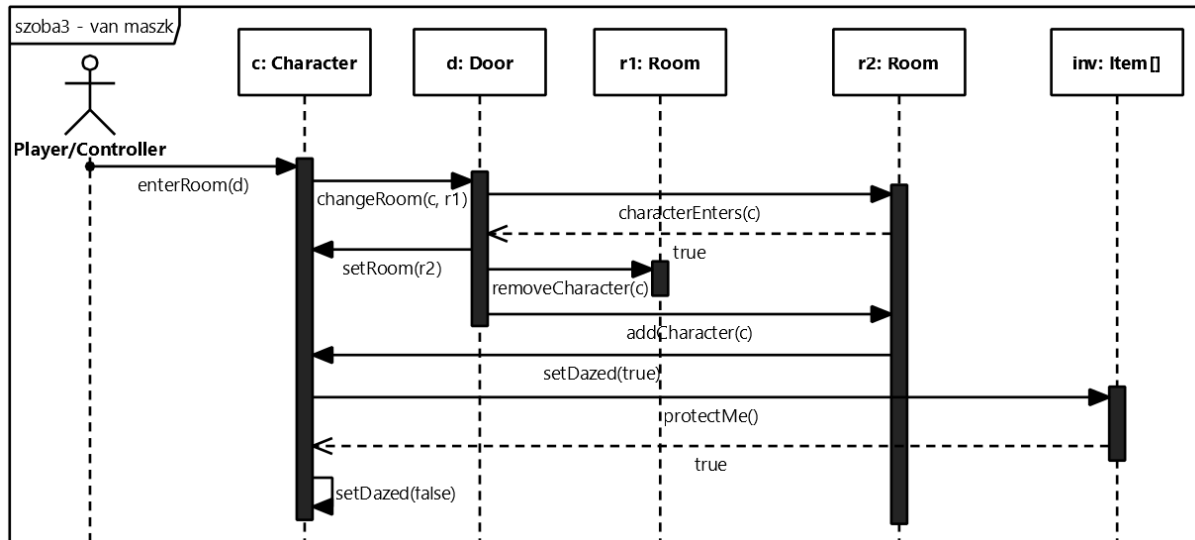 szoba3 - van maszk
c: Character
d: Door
r1: Room
r2: Room
inv: Item[]
Player/Controller
enterRoom(d)
changeRoom(c, r1)
characterEnters(c)
true
setRoom(r2)
removeCharacter(c)
addCharacter(c)
setDazed(true)
protectMe()
true
setDazed(false)